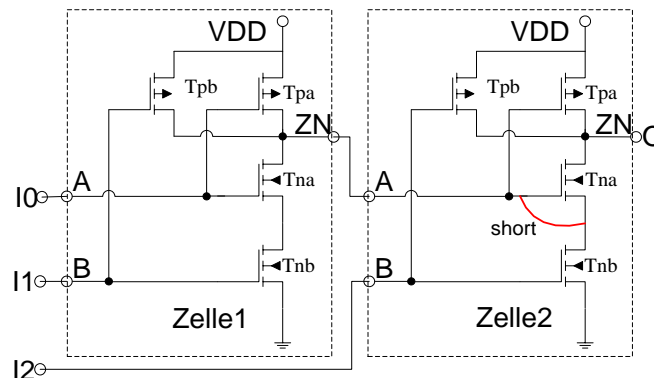 VDD
VDD
Tpb
Tpa
Tpb
Tpa
ZN
ZN
O
A
Tna
A
Tna
I0
short
B
Tnb
B
Tnb
I1
Zelle1
Zelle2
I2